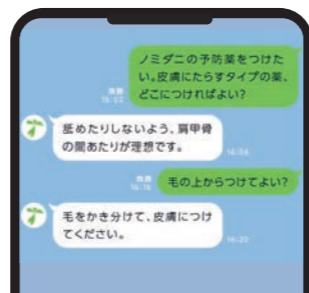 ノミダニの予防薬をつけた
い。皮膚にたらすタイプの薬、
どこにつければよい?
舐めたりしないよう、肩甲骨
の間あたりが理想です。
毛の上からつけてよい?
毛をかき分けて、皮膚につけ
てください。
16:20